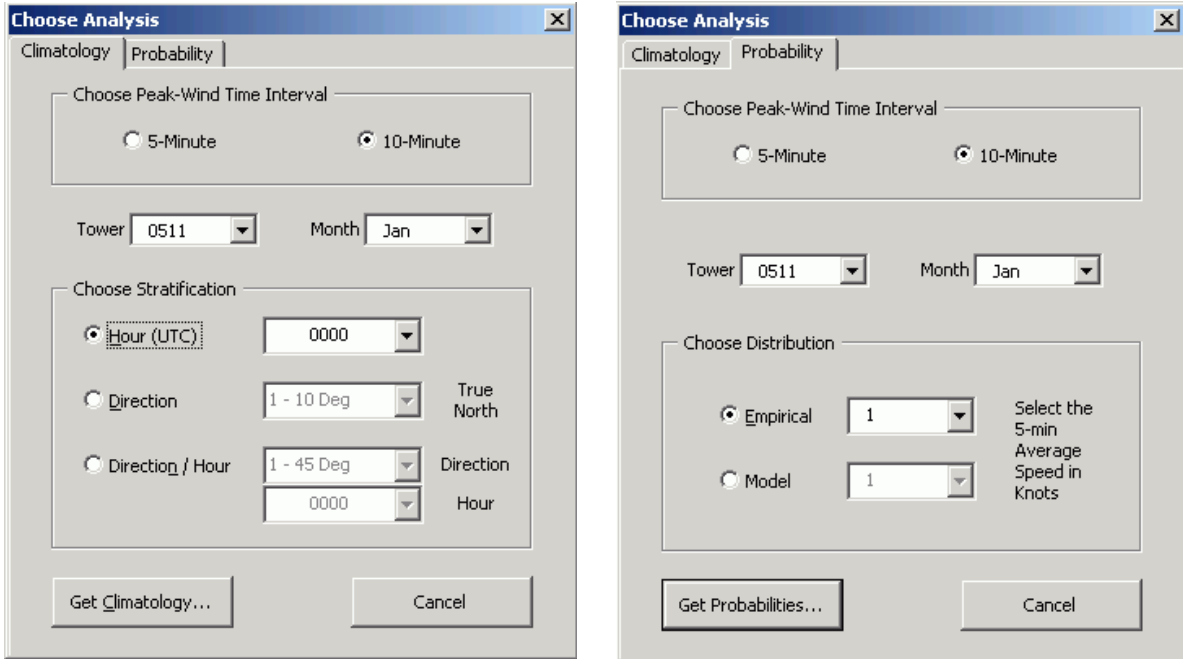 Choose Analysis
Climatology
Probability
Choose Peak-Wind Time Interval
5-Minute
10-Minute
Tower
0511
Month
Jan
Choose Stratification
Hour (UTC)
0000
Direction
1 - 10 Deg
True
North
Direction / Hour
1 - 45 Deg
Direction
0000
Hour
Get Climatology...
Cancel
Choose Analysis
Climatology
Probability
Choose Peak-Wind Time Interval
5-Minute
10-Minute
Tower
0511
Month
Jan
Choose Distribution
Empirical
1
Select the
5-min
Average
Speed in
Knots
Model
1
Get Probabilities...
Cancel